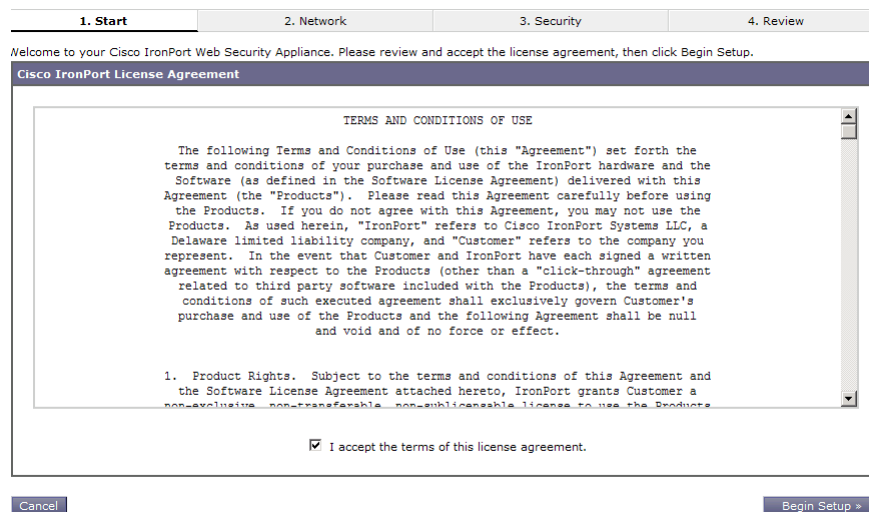 1. Start
2. Network
3. Security
4. Review
Welcome to your Cisco IronPort Web Security Appliance. Please review and accept the license agreement, then click Begin Setup.
Cisco IronPort License Agreement
TERMS AND CONDITIONS OF USE
The following Terms and Conditions of Use (this "Agreement") set forth the
terms and conditions of your purchase and use of the IronPort hardware and the
Software (as defined in the Software License Agreement) delivered with this
Agreement (the "Products").  Please read this Agreement carefully before using
the Products.  If you do not agree with this Agreement, you may not use the
Products.  As used herein, "IronPort" refers to Cisco IronPort Systems LLC, a
Delaware limited liability company, and "Customer" refers to the company you
represent.  In the event that Customer and IronPort have each signed a written
agreement with respect to the Products (other than a "click-through" agreement
related to third party software included with the Products), the terms and
conditions of such executed agreement shall exclusively govern Customer's
purchase and use of the Products and the following Agreement shall be null
and void and of no force or effect.
1.  Product Rights.  Subject to the terms and conditions of this Agreement and
the Software License Agreement attached hereto, IronPort grants Customer a
non-exclusive, non-transferable, non-sublicensable license to use the Products
I accept the terms of this license agreement.
Cancel
Begin Setup »